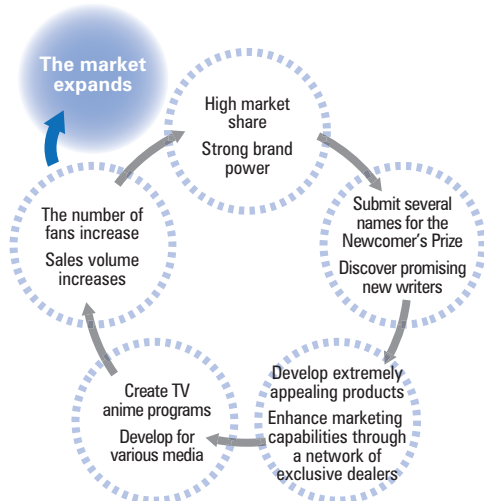 The market
expands
High market
share
Strong brand
power
Submit several
names for the
Newcomer's Prize
Discover promising
new writers
Develop extremely
appealing products
Enhance marketing
capabilities through
a network of
exclusive dealers
Create TV
anime programs
Develop for
various media
The number of
fans increase
Sales volume
increases